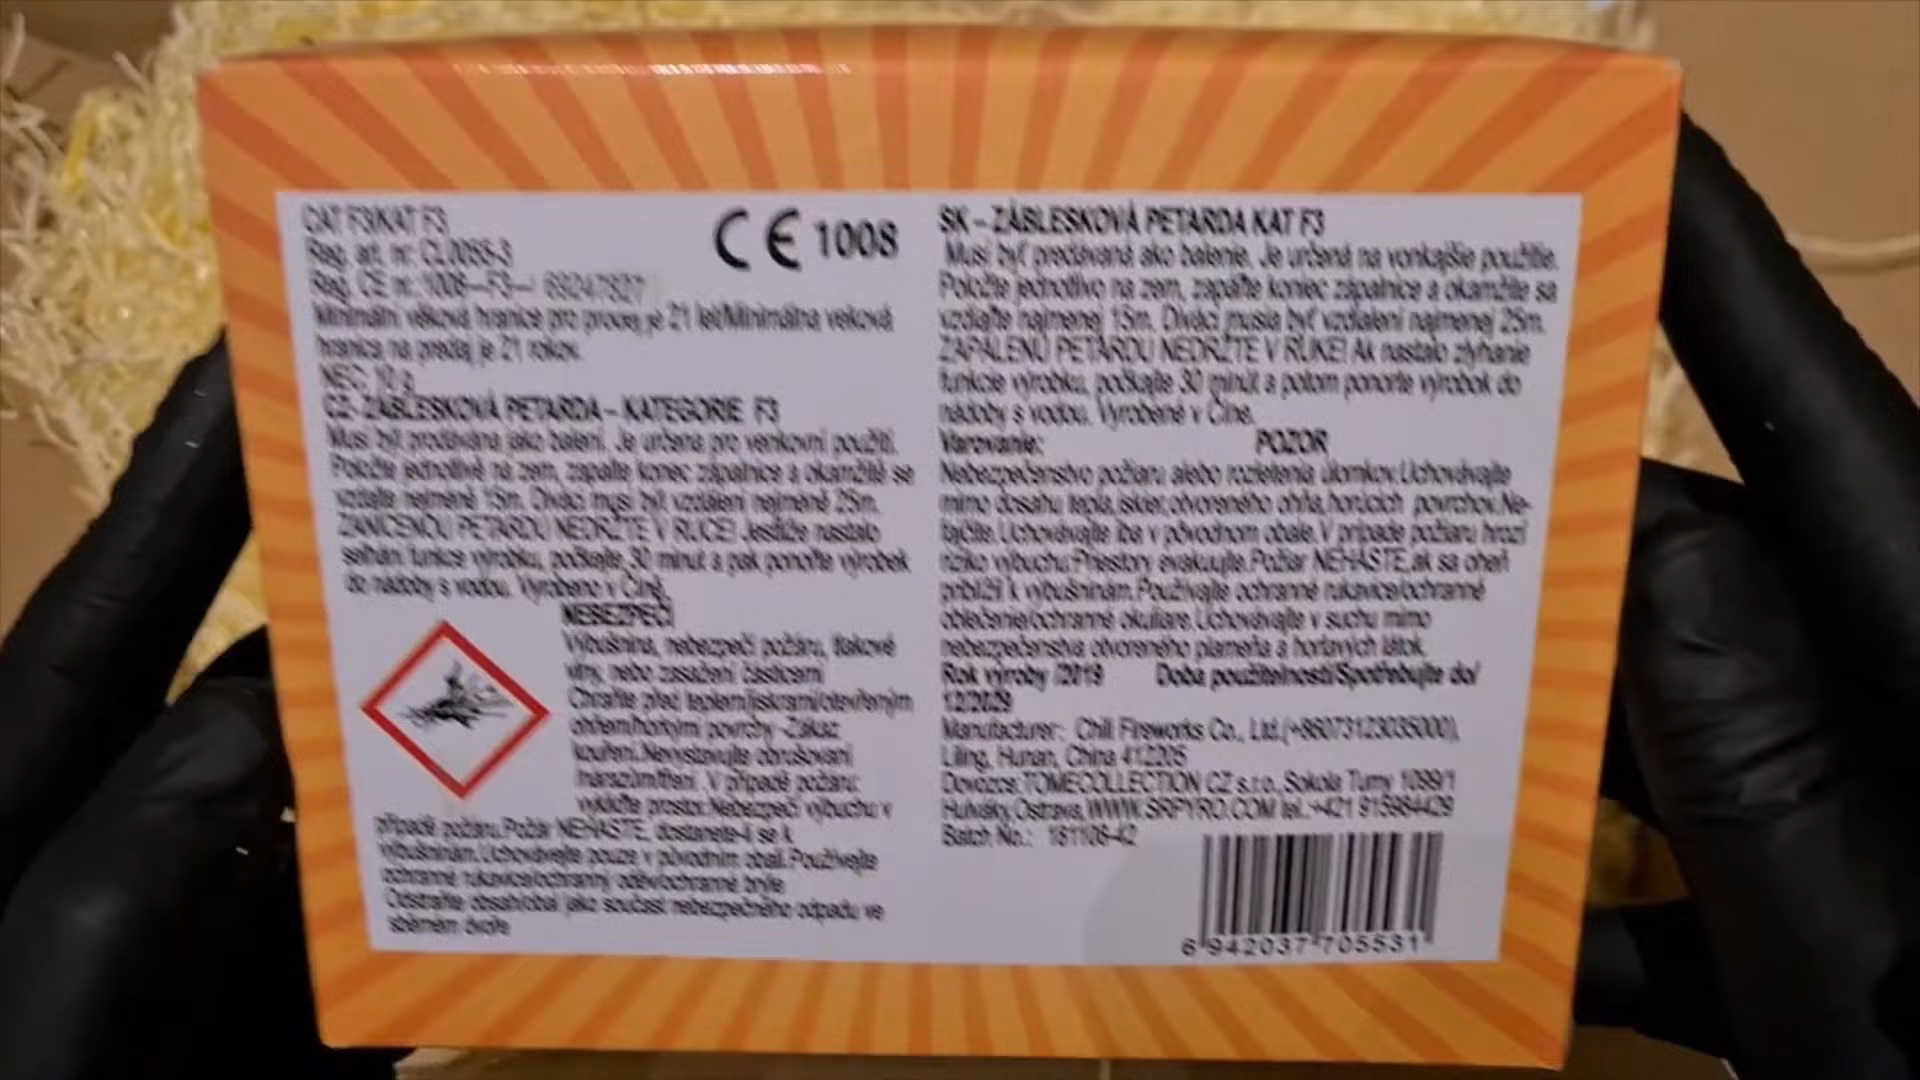 CAT F3/KAT F3
Reg. art. nr: CL0055-3
Reg. CE nr: 1008—F3—
CE 1008
Minimální věková hranice pro prodej je 21 let/Minimálna veková
hranica na predaj je 21 rokov.
NEC: 10 g
CZ- ZÁBLESKOVÁ PETARDA – KATEGORIE F3
Musí být prodávána jako balení. Je určena pro venkovní použití.
Položte jednotlivě na zem, zapalte konec zápalnice a okamžitě se
vzdalte nejméně 15m. Diváci musí být vzdáleni nejméně 25m.
ZANÍCENOU PETARDU NEDRŽTE V RUCE! Jestliže nastalo
selhání funkce výrobku, počkejte 30 minut a pak ponořte výrobek
do nádoby s vodou. Vyrobeno v Číně.
NEBEZPEČÍ
Výbušnina, nebezpečí požáru, tlakové
vlny, nebo zasažení částicemi
Chraňte před teplem/jiskrami/otevřeným
ohněm/horkými povrchy -Zákaz
kouření.Nevystavujte obrušování
/nárazům/tření. V případě požáru:
vykliďte prostor.Nebezpečí výbuchu v
případě požáru.Požár NEHASTE, dostane-li se k
výbušninám.Uchovávejte pouze v původním obalu.Používejte
ochranné rukavice/ochranný oděv/ochranné brýle
Odstraňte obsah/obal jako součást nebezpečného odpadu ve
sběrném dvoře
SK – ZÁBLESKOVÁ PETARDA KAT F3
Musí byť predávaná ako balenie. Je určená na vonkajšie použitie.
Položte jednotlivo na zem, zapáľte koniec zápalnice a okamžite sa
vzdiaľte najmenej 15m. Diváci musia byť vzdialení najmenej 25m.
ZAPÁLENÚ PETARDU NEDRŽTE V RUKE! Ak nastalo zlyhanie
funkcie výrobku, počkajte 30 minút a potom ponorte výrobok do
nádoby s vodou. Vyrobené v Číne.
Varovanie: POZOR
Nebezpečenstvo požiaru alebo rozletenia úlomkov.Uchovávajte
mimo dosahu tepla,iskier,otvoreného ohňa,horúcich povrchov.Ne-
fajčite.Uchovávajte iba v pôvodnom obale.V prípade požiaru hrozí
riziko výbuchu.Priestory evakuujte.Požiar NEHASTE,ak sa oheň
priblíži k výbušninám.Používajte ochranné rukavice/ochranné
oblečenie/ochranné okuliare.Uchovávajte v suchu mimo
nebezpečenstva otvoreného plameňa a horľavých látok.
Rok výroby /2019 Doba použiteľnosti/Spotřebujte do/
12/2029
Manufacturer: Chill Fireworks Co., Ltd.(+86073123035000),
Liling, Hunan, China 412205
Dovozce:TOMECOLLECTION CZ s.r.o. Sokola Tůmy 1099/1
Hulváky,Ostrava,WWW.SRPYRO.COM tel.:+421 915984429
Batch No.: 181108-42
6 942037 705531